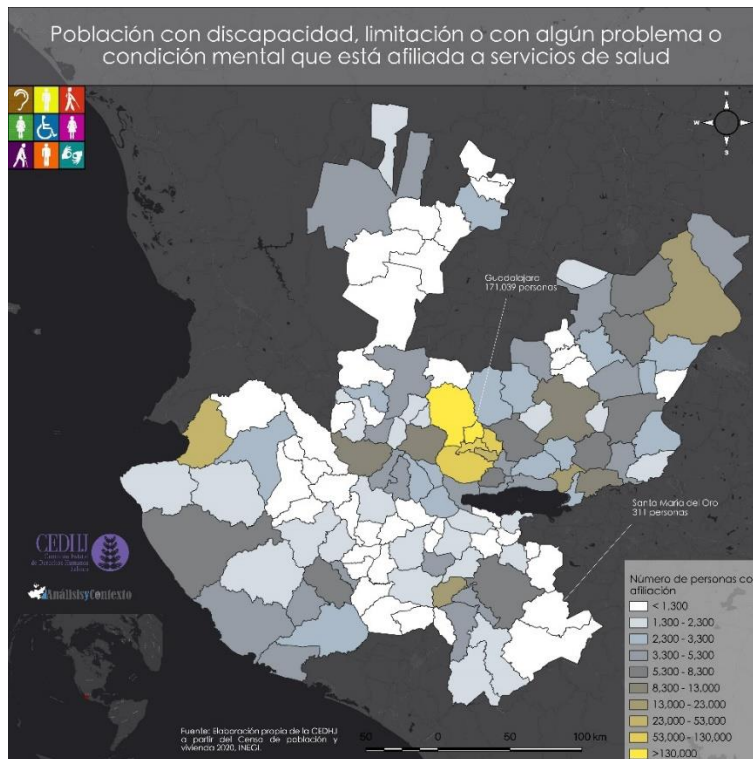 Población con discapacidad, limitación o con algún problema o
condición mental que está afiliada a servicios de salud
N
W
S
Guadalajara
171,039 personas
Santa María del Oro
311 personas
CEDHJ
AnálisisyContexto
Número de personas co
afiliación
< 1,300
1,300 - 2,300
2,300 - 3,300
3,300 - 5,300
5,300 - 8,300
8,300 - 13,000
13,000 - 23,000
23,000 - 53,000
53,000 - 130,000
>130,000
Fuente: Elaboración propia de la CEDHJ
a partir del Censo de población y
vivienda 2020, INEGI.
50 0 50 100 km